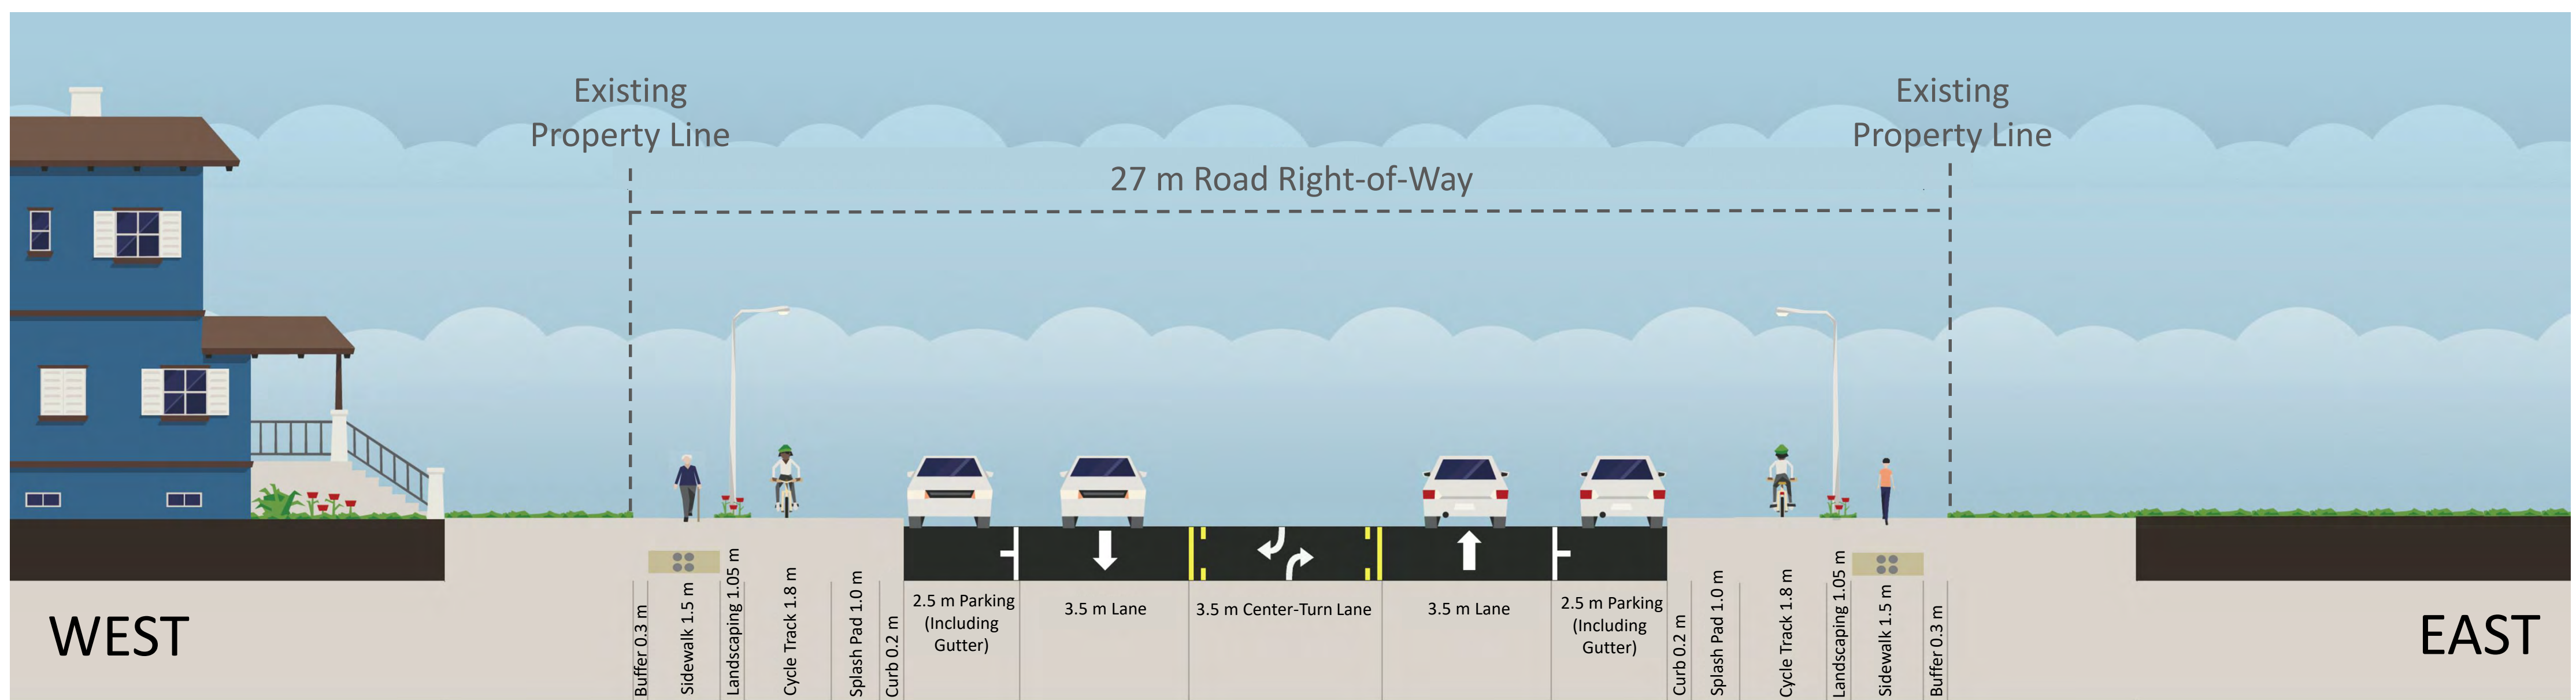 Existing
Property Line
Existing
Property Line
27 m Road Right-of-Way
WEST
Buffer 0.3 m
Sidewalk 1.5 m
Landscaping 1.05 m
Cycle Track 1.8 m
Splash Pad 1.0 m
Curb 0.2 m
2.5 m Parking
(Including
Gutter)
3.5 m Lane
3.5 m Center-Turn Lane
3.5 m Lane
2.5 m Parking
(Including
Gutter)
Curb 0.2 m
Splash Pad 1.0 m
Cycle Track 1.8 m
Landscaping 1.05 m
Sidewalk 1.5 m
Buffer 0.3 m
EAST